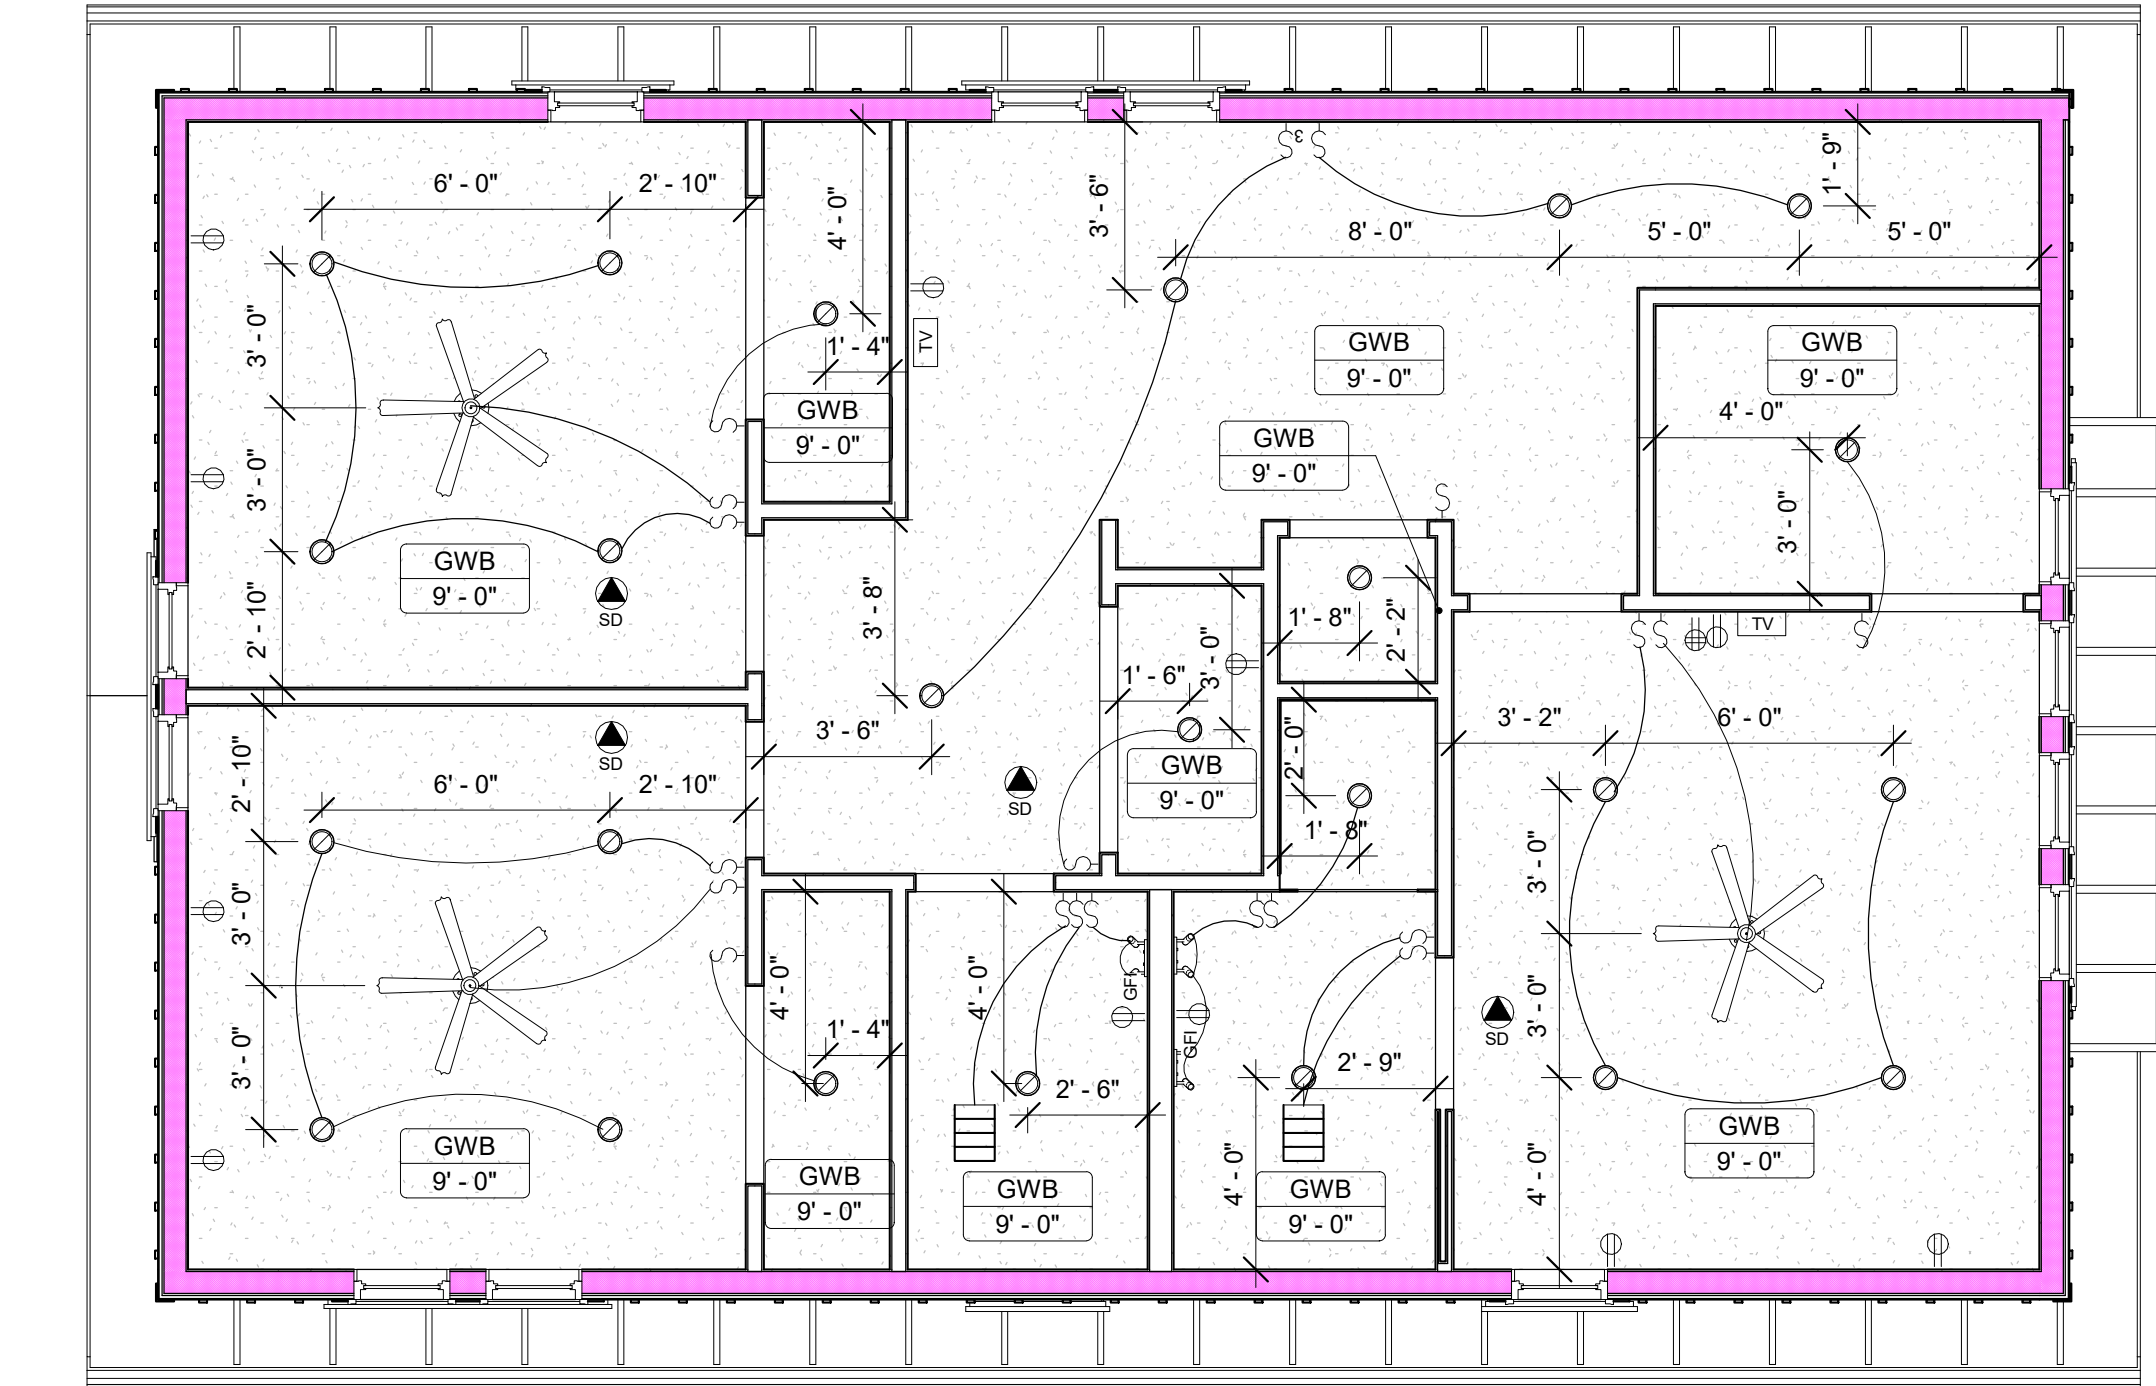 6' - 0"
2' - 10"
4' - 0"
3' - 6"
3
1' - 9"
8' - 0"
5' - 0"
5' - 0"
3' - 0"
1' - 4"
TV
GWB
9' - 0"
GWB
9' - 0"
GWB
9' - 0"
4' - 0"
GWB
9' - 0"
3' - 0"
3' - 0"
GWB
9' - 0"
SD
2' - 10"
3' - 8"
1' - 8"
2' - 2"
TV
3' - 0"
1' - 6"
3' - 6"
3' - 2"
6' - 0"
SD
2' - 10"
6' - 0"
2' - 10"
SD
GWB
9' - 0"
2' - 0"
1' - 8"
3' - 0"
3' - 0"
4' - 0"
4' - 0"
GFI
GFI
1' - 4"
3' - 0"
SD
3' - 0"
2' - 6"
2' - 9"
GWB
9' - 0"
GWB
9' - 0"
GWB
9' - 0"
4' - 0"
GWB
9' - 0"
4' - 0"
GWB
9' - 0"